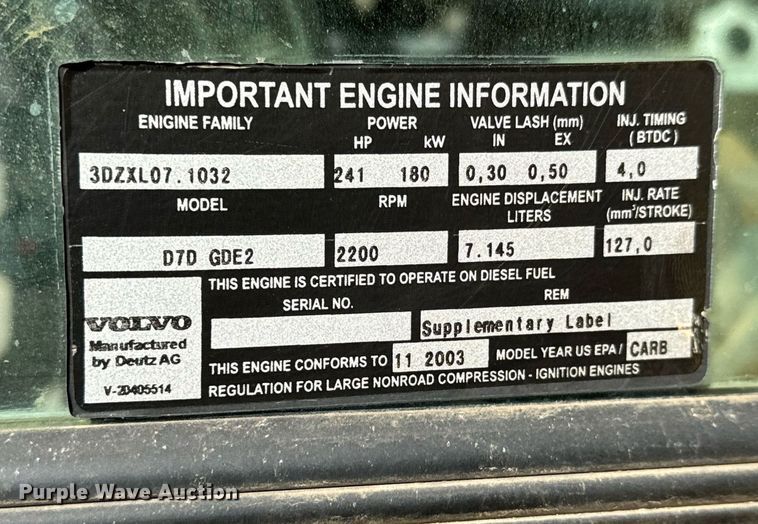 IMPORTANT ENGINE INFORMATION
ENIGINE FAMILY POWER VALVE LASH (mm) INJ. TIMING
HP kW IN EX (BTDC)
3DZXL07.1032 241 180 0,30 0,50 4,0
MODEL RPM ENGINE DISPLACEMENT LITERS INJ. RATE (mm³/STROKE)
D7D GDE2 2200 7.145 127,0
THIS ENGINE IS CERTIFIED TO OPERATE ON DIESEL FUEL
SERIAL NO. REM
Supplementary Label
VOLVO
Manufactured
by Deutz AG
V-20405514
THIS ENGINE CONFORMS TO 11 2003 MODEL YEAR US EPA / CARB
REGULATION FOR LARGE NONROAD COMPRESSION - IGNITION ENGINES
Purple Wave Auction